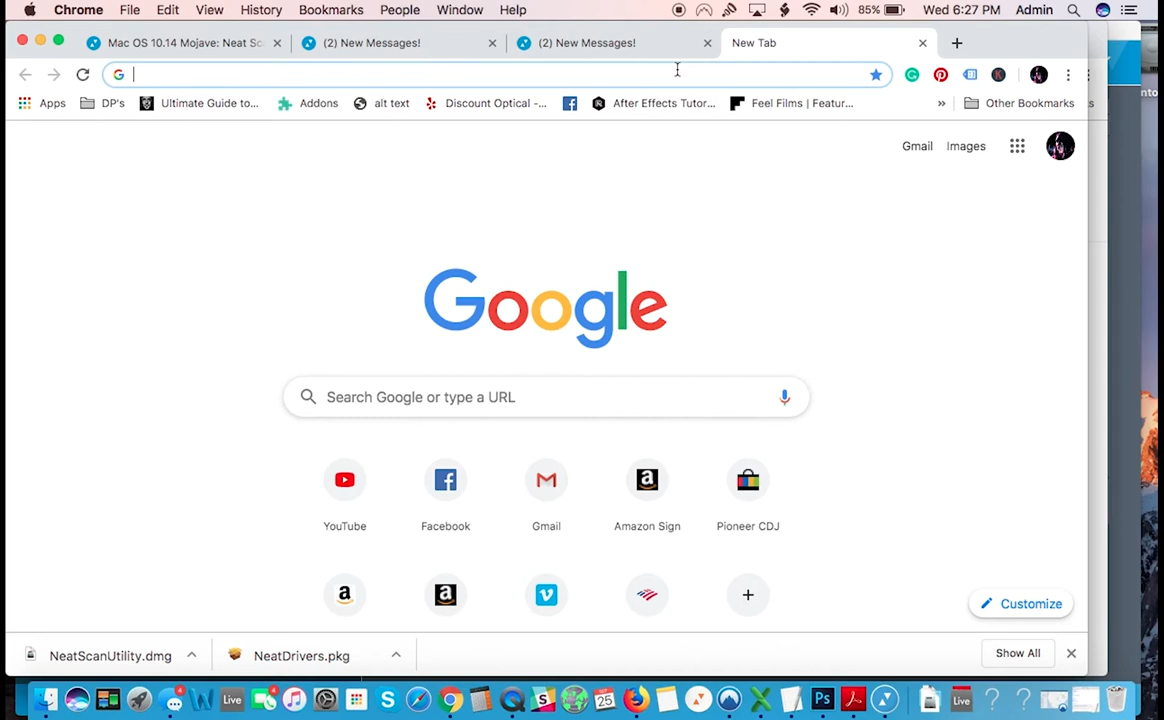 Chrome File Edit View History Bookmarks People Window Help 85% Wed 6:27 PM Admin
Mac OS 10.14 Mojave: Neat Sc (2) New Messages! (2) New Messages! New Tab
Apps DP's Ultimate Guide to... Addons alt text Discount Optical -... After Effects Tutor... Feel Films | Featur... » Other Bookmarks
Gmail Images
Google
Search Google or type a URL
YouTube Facebook Gmail Amazon Sign Pioneer CDJ
Customize
NeatScanUtility.dmg NeatDrivers.pkg Show All